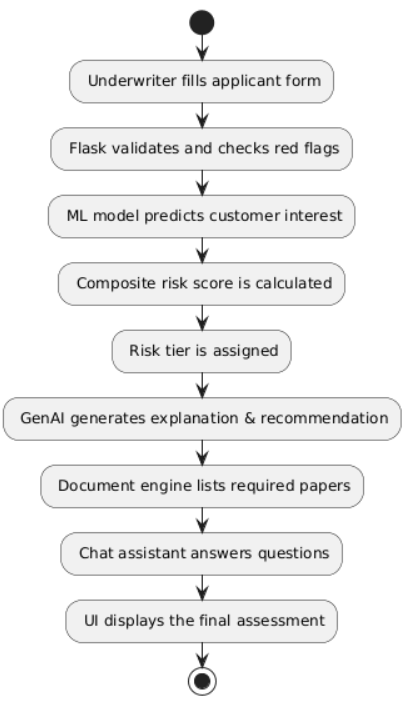 Underwriter fills applicant form
Flask validates and checks red flags
ML model predicts customer interest
Composite risk score is calculated
Risk tier is assigned
GenAI generates explanation & recommendation
Document engine lists required papers
Chat assistant answers questions
UI displays the final assessment